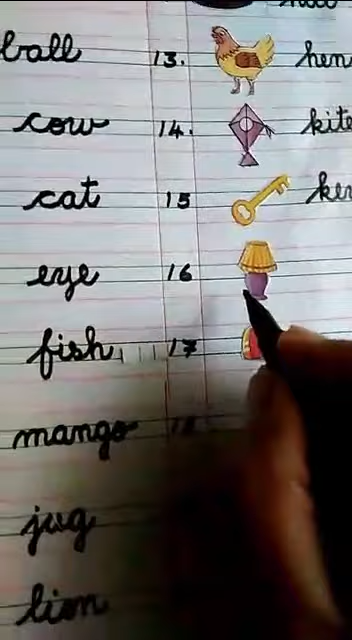 ball 13. hen
cow 14. kite
cat 15
eye 16
fish 17
mango
jug
lion